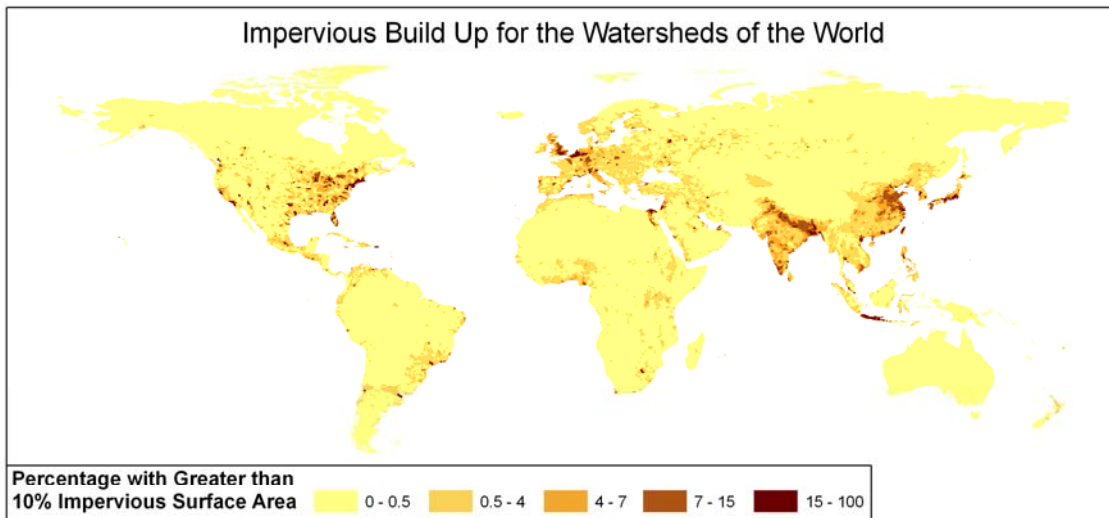 Impervious Build Up for the Watersheds of the World
Percentage with Greater than
10% Impervious Surface Area
0 - 0.5
0.5 - 4
4 - 7
7 - 15
15 - 100